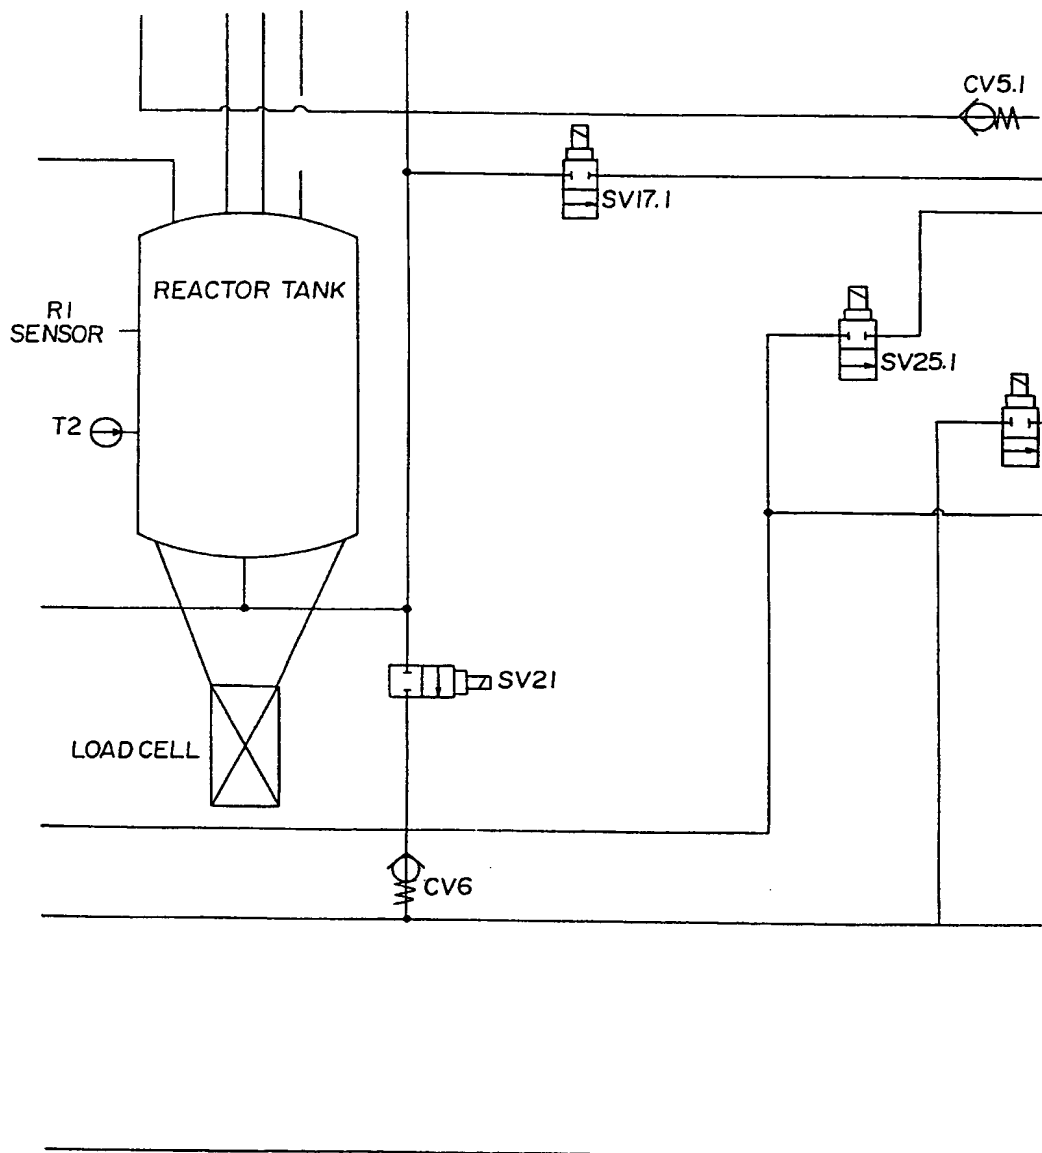 CV5.1
SV17.1
REACTOR TANK
R1
SENSOR
SV25.1
T2
SV21
LOAD CELL
CV6